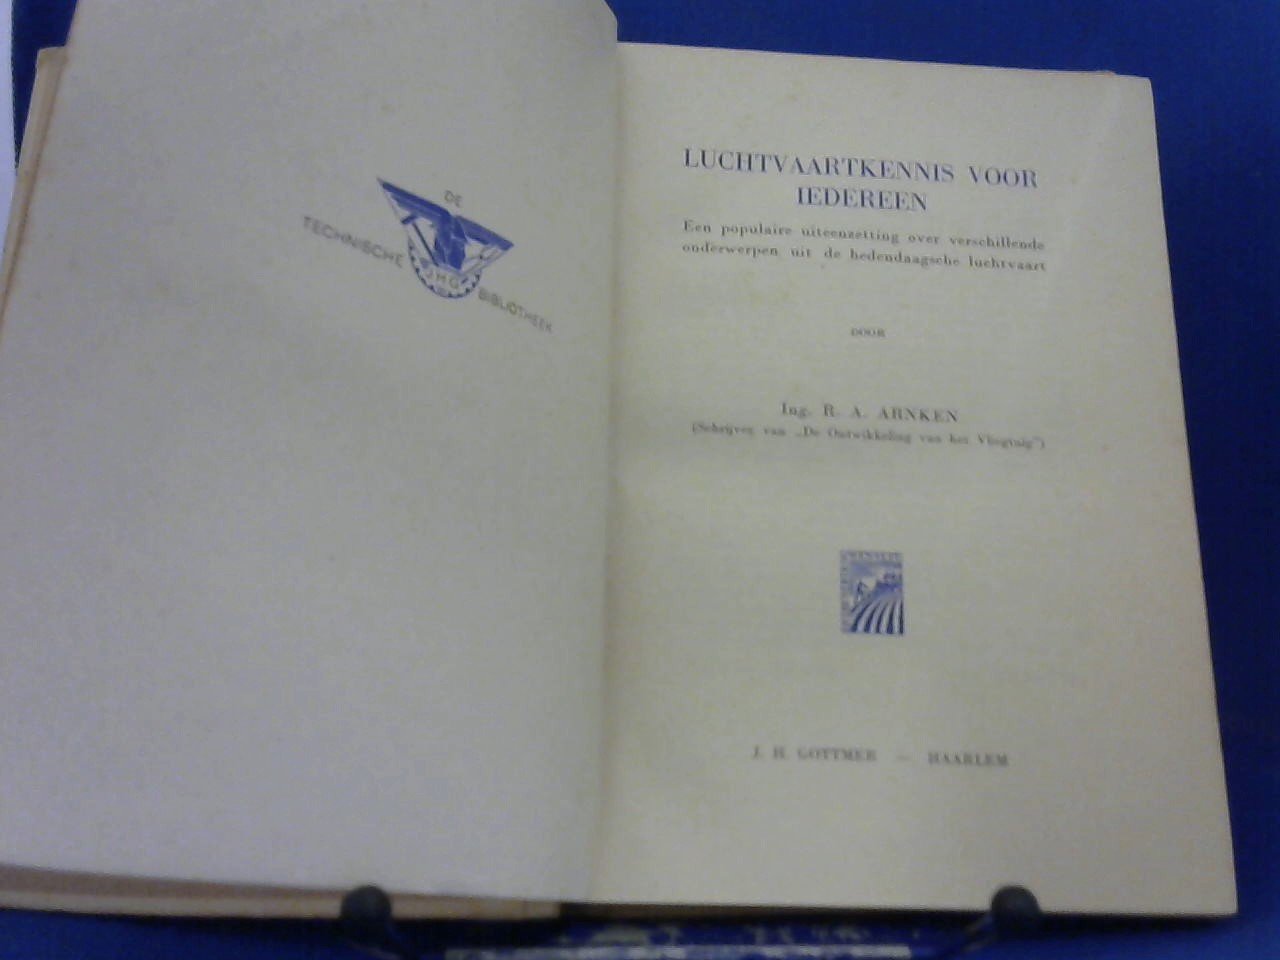 DE
TECHNISCHE
J.H.G.
BIBLIOTHEEK
LUCHTVAARTKENNIS VOOR
IEDEREEN
Een populaire uiteenzetting over verschillende
onderwerpen uit de hedendaagsche luchtvaart
DOOR
Ing. R. A. ARNKEN
(Schrijver van „De Ontwikkeling van het Vliegtuig")
J. H. GOTTMER — HAARLEM